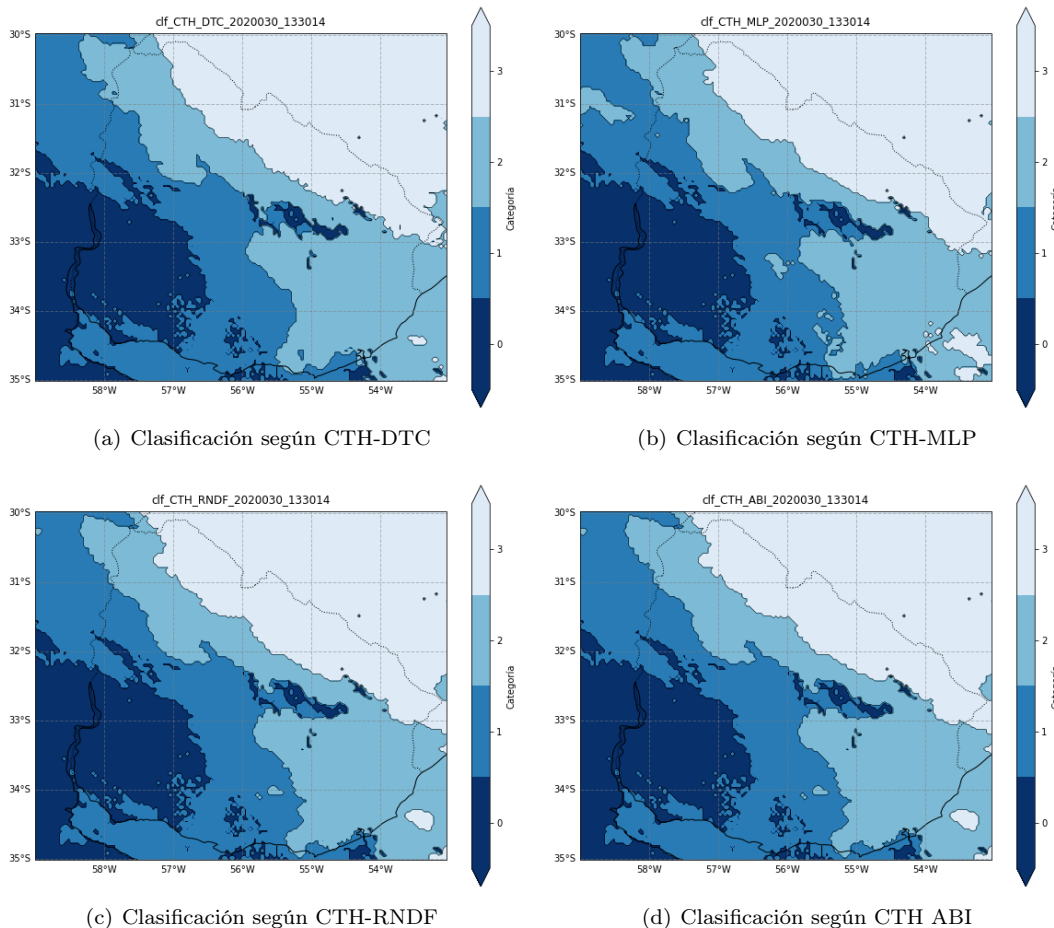 clf_CTH_DTC_2020030_133014
30°S
31°S
32°S
33°S
34°S
35°S
58°W
57°W
56°W
55°W
54°W
3
2
1
0
Categoría
(a) Clasificación según CTH-DTC
clf_CTH_MLP_2020030_133014
30°S
31°S
32°S
33°S
34°S
35°S
58°W
57°W
56°W
55°W
54°W
3
2
1
0
Categoría
(b) Clasificación según CTH-MLP
clf_CTH_RNDF_2020030_133014
30°S
31°S
32°S
33°S
34°S
35°S
58°W
57°W
56°W
55°W
54°W
3
2
1
0
Categoría
(c) Clasificación según CTH-RNDF
clf_CTH_ABI_2020030_133014
30°S
31°S
32°S
33°S
34°S
35°S
58°W
57°W
56°W
55°W
54°W
3
2
1
0
Categoría
(d) Clasificación según CTH ABI